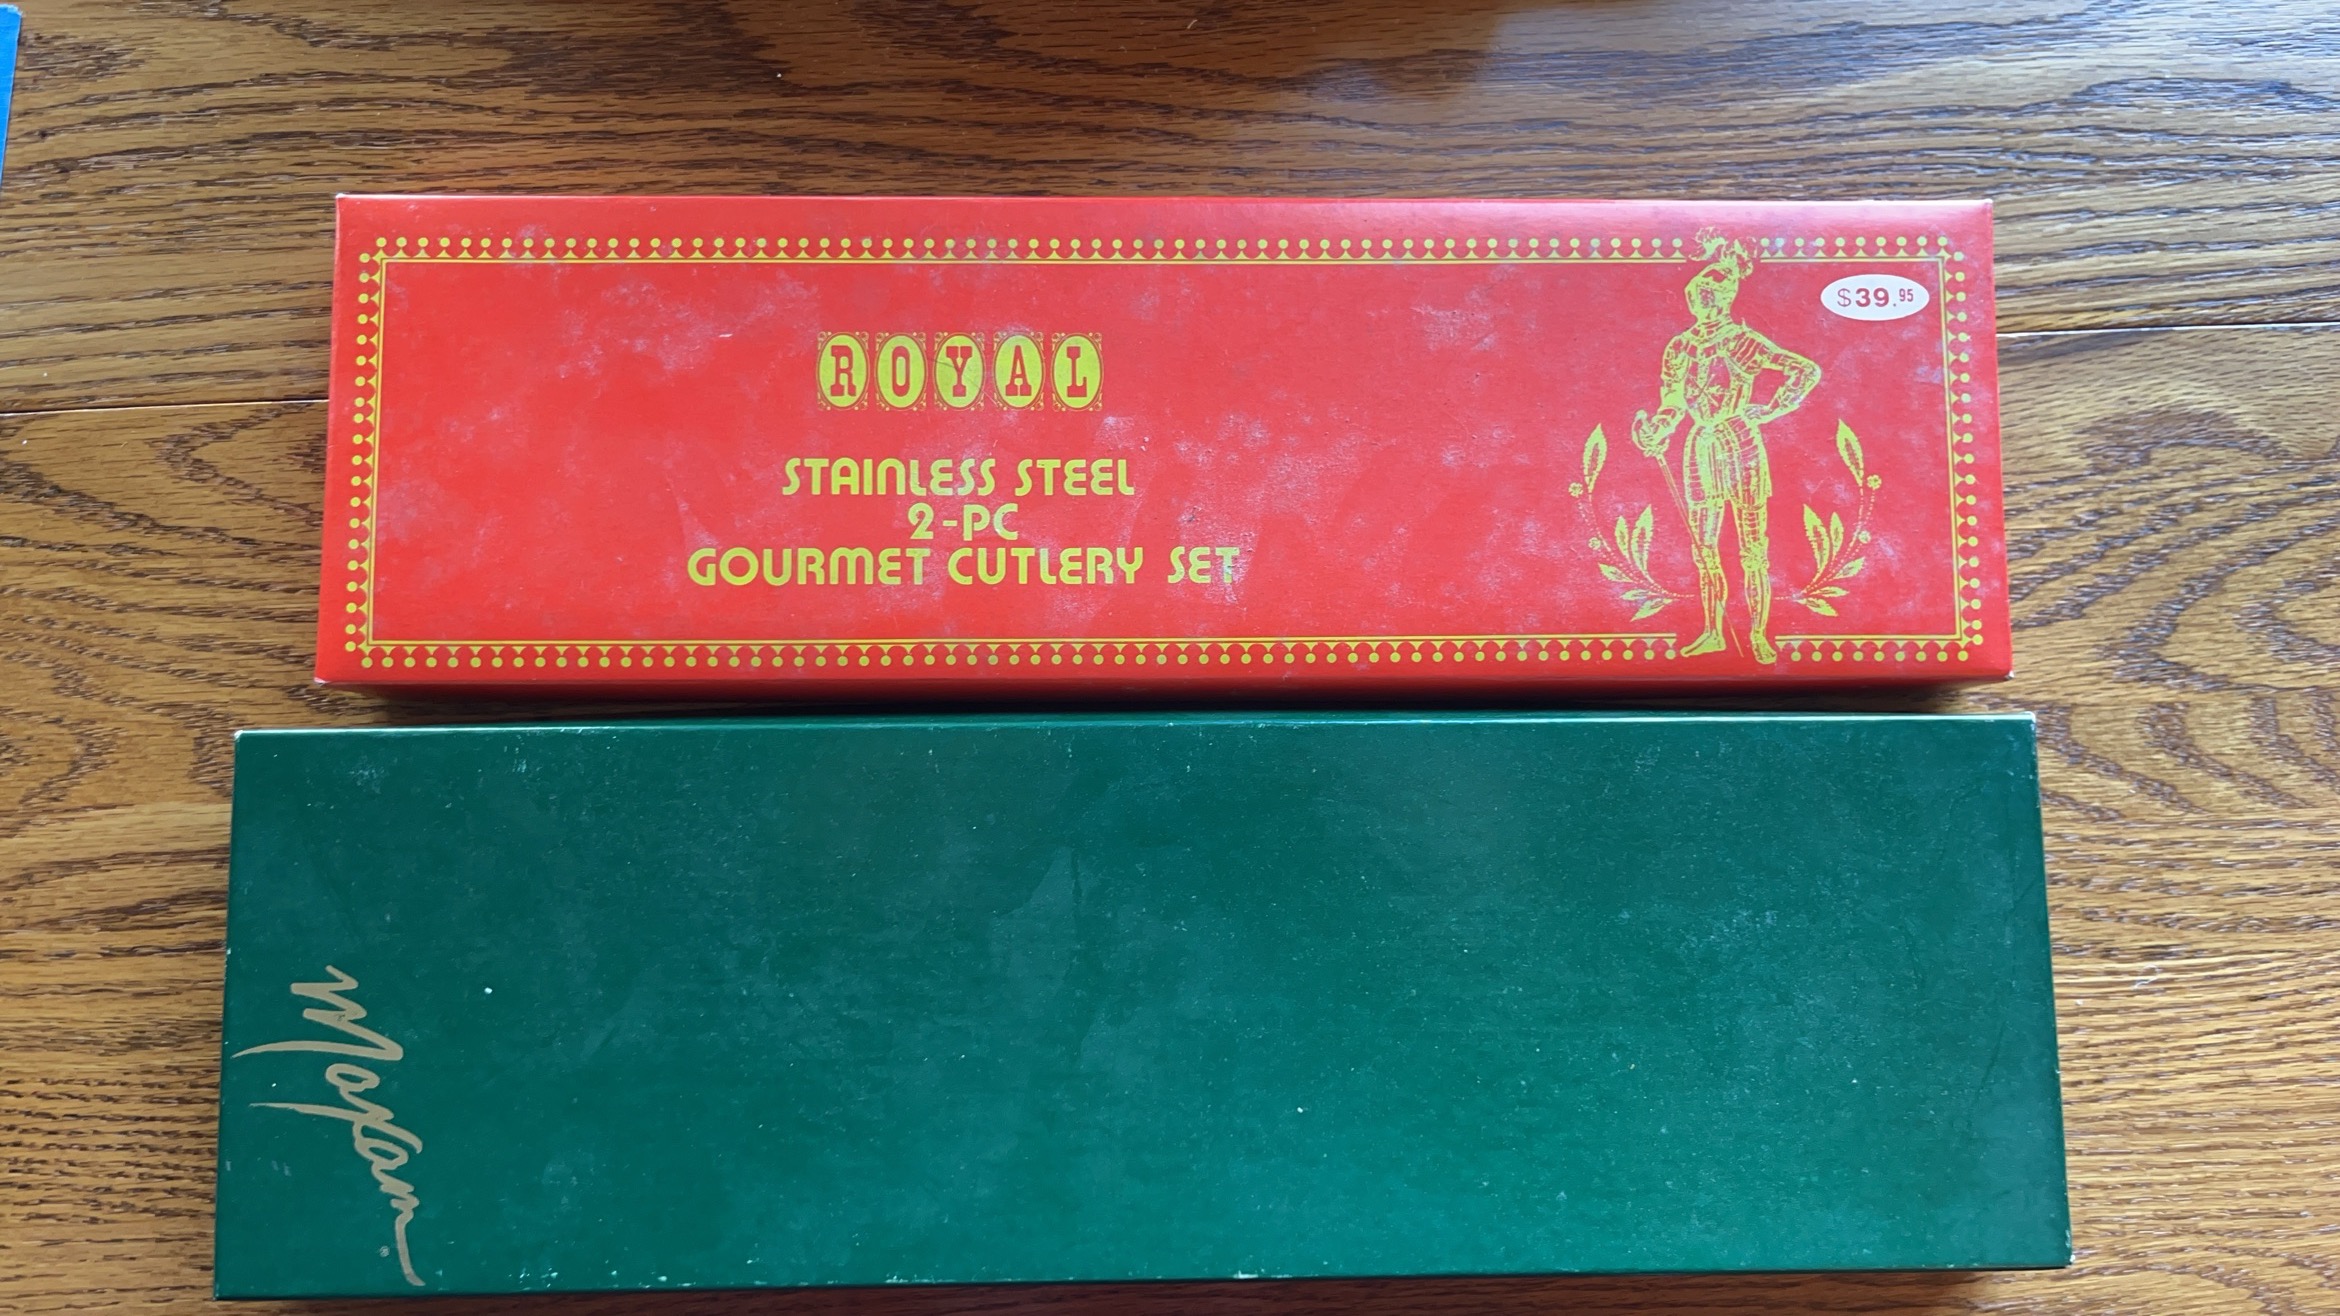 ROYAL
$39.95
STAINLESS STEEL
2-PC
GOURMET CUTLERY SET